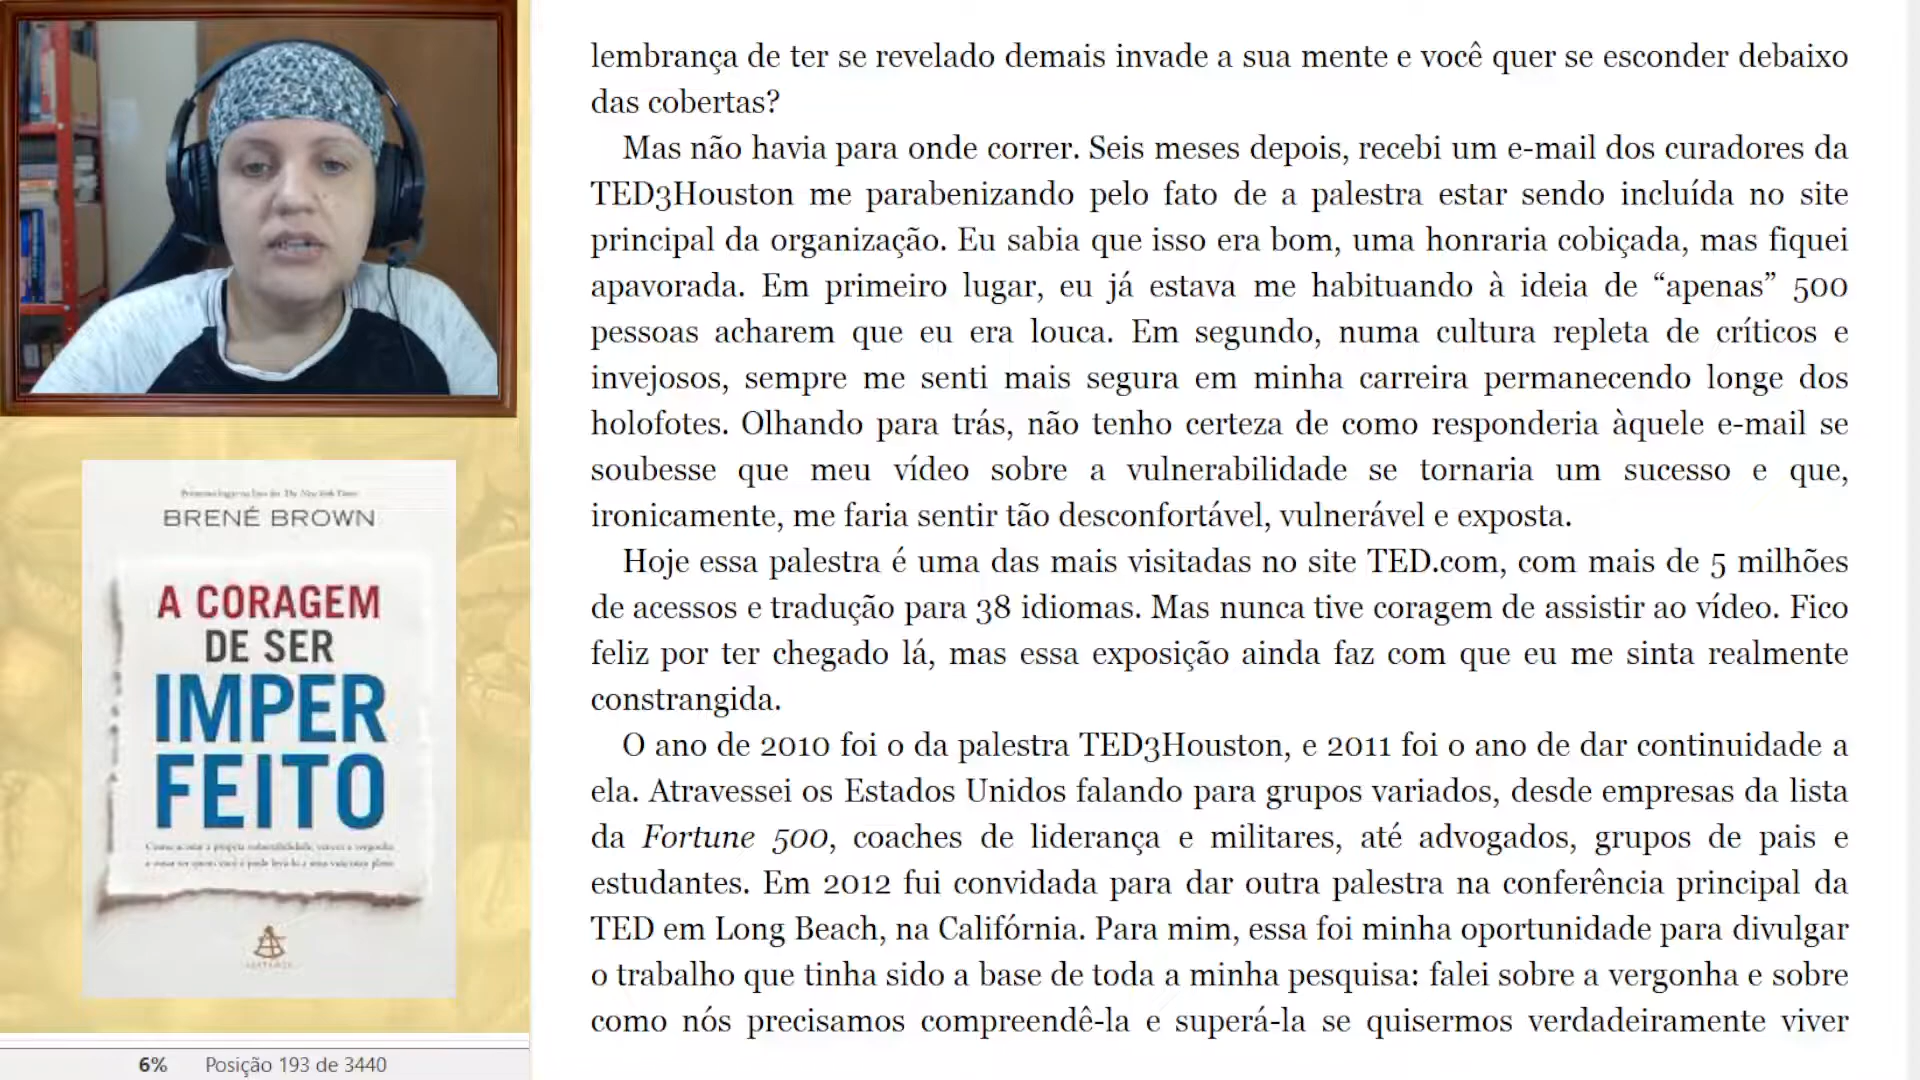 lembrança de ter se revelado demais invade a sua mente e você quer se esconder debaixo
das cobertas?
Mas não havia para onde correr. Seis meses depois, recebi um e-mail dos curadores da
TED3Houston me parabenizando pelo fato de a palestra estar sendo incluída no site
principal da organização. Eu sabia que isso era bom, uma honraria cobiçada, mas fiquei
apavorada. Em primeiro lugar, eu já estava me habituando à ideia de “apenas” 500
pessoas acharem que eu era louca. Em segundo, numa cultura repleta de críticos e
invejosos, sempre me senti mais segura em minha carreira permanecendo longe dos
holofotes. Olhando para trás, não tenho certeza de como responderia àquele e-mail se
soubesse que meu vídeo sobre a vulnerabilidade se tornaria um sucesso e que,
ironicamente, me faria sentir tão desconfortável, vulnerável e exposta.
Hoje essa palestra é uma das mais visitadas no site TED.com, com mais de 5 milhões
de acessos e tradução para 38 idiomas. Mas nunca tive coragem de assistir ao vídeo. Fico
feliz por ter chegado lá, mas essa exposição ainda faz com que eu me sinta realmente
constrangida.
O ano de 2010 foi o da palestra TED3Houston, e 2011 foi o ano de dar continuidade a
ela. Atravessei os Estados Unidos falando para grupos variados, desde empresas da lista
da Fortune 500, coaches de liderança e militares, até advogados, grupos de pais e
estudantes. Em 2012 fui convidada para dar outra palestra na conferência principal da
TED em Long Beach, na Califórnia. Para mim, essa foi minha oportunidade para divulgar
o trabalho que tinha sido a base de toda a minha pesquisa: falei sobre a vergonha e sobre
como nós precisamos compreendê-la e superá-la se quisermos verdadeiramente viver
BRENÉ BROWN
A CORAGEM
DE SER
IMPER
FEITO
6% Posição 193 de 3440